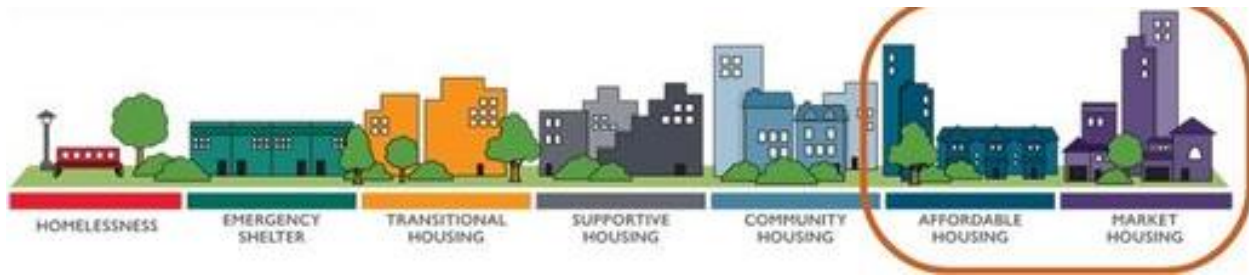 HOMELESSNESS
EMERGENCY
SHELTER
TRANSITIONAL
HOUSING
SUPPORTIVE
HOUSING
COMMUNITY
HOUSING
AFFORDABLE
HOUSING
MARKET
HOUSING